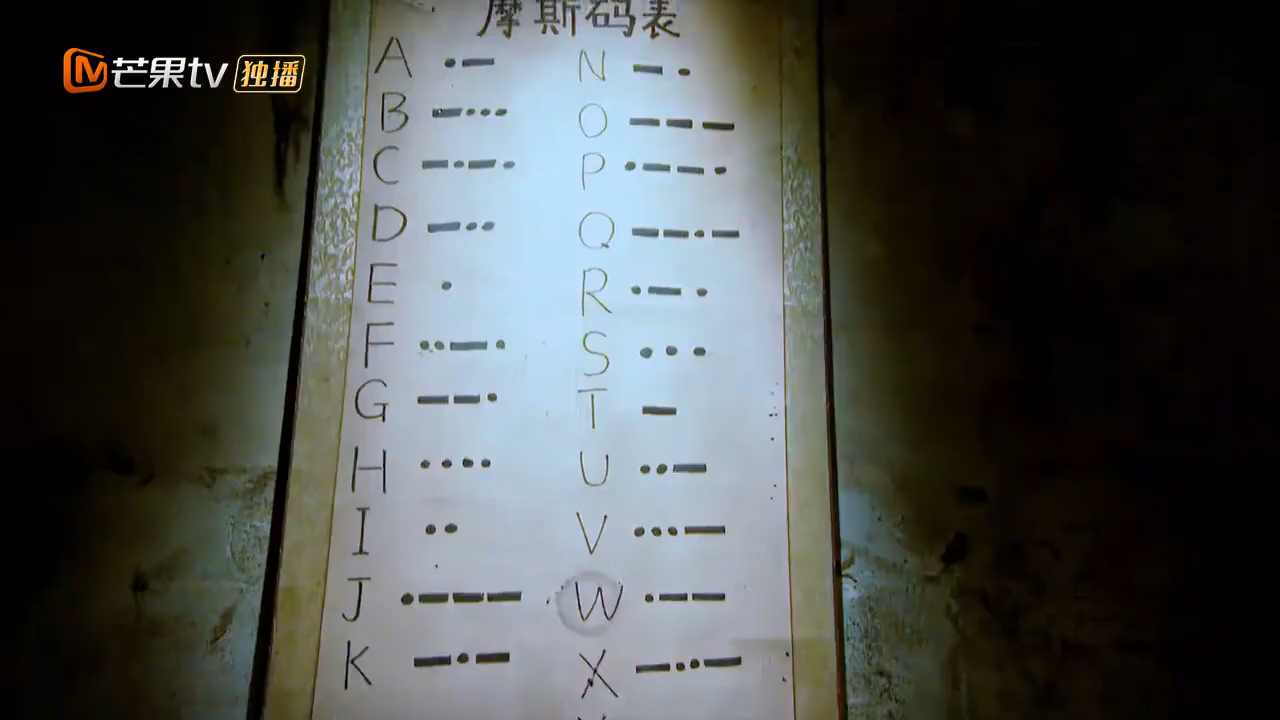 摩斯码表
芒果tv 独播
A •— N —•
B —••• O ———
C —•—• P •——•
D —•• Q ——•—
E • R •—•
F ••—• S •••
G ——• T —
H •••• U ••—
I •• V •••—
J •——— W •——
K —•— X —••—